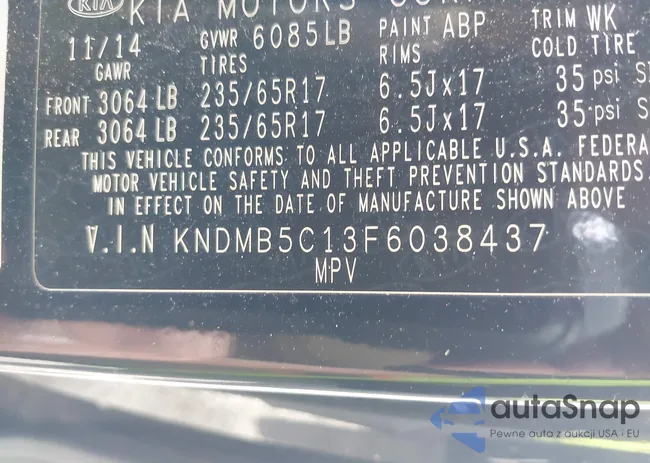 KIA KIA MOTORS
11/14 GVWR 6085LB PAINT ABP TRIM WK
GAWR TIRES RIMS COLD TIRE
FRONT 3064 LB 235/65R17 6.5Jx17 35 psi
REAR 3064 LB 235/65R17 6.5Jx17 35 psi
THIS VEHICLE CONFORMS TO ALL APPLICABLE U.S.A. FEDERA
MOTOR VEHICLE SAFETY AND THEFT PREVENTION STANDARDS
IN EFFECT ON THE DATE OF MANUFACTURE SHOWN ABOVE
V.I.N KNDMB5C13F6038437
MPV
autaSnap
Pewne auta z aukcji USA i EU